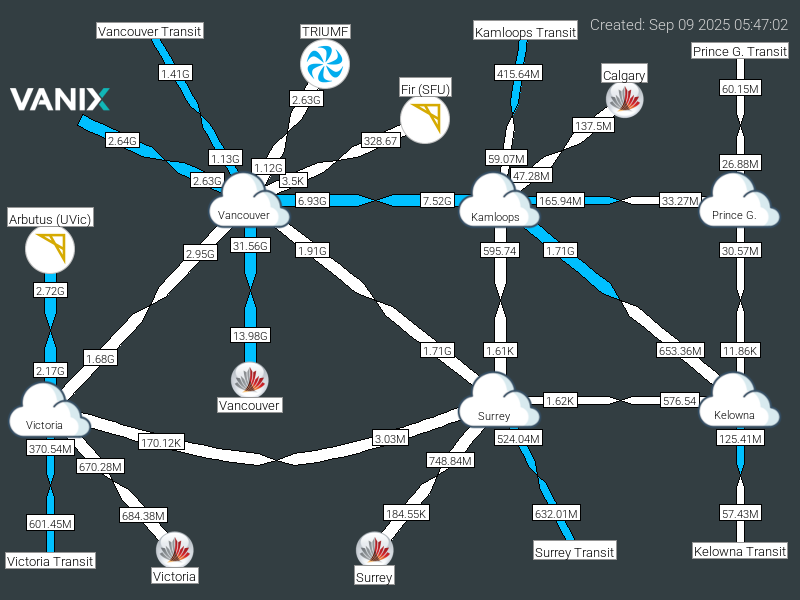 Created: Sep 09 2025 05:47:02
Vancouver Transit
TRIUMF
Kamloops Transit
Prince G. Transit
1.41G
415.64M
Calgary
60.15M
Fir (SFU)
VANIX
2.63G
137.5M
2.64G
328.67
1.13G
1.12G
59.07M
26.88M
2.63G
3.5K
47.28M
6.93G
7.52G
165.94M
33.27M
Arbutus (UVic)
Vancouver
Kamloops
Prince G.
2.95G
31.56G
1.91G
595.74
1.71G
30.57M
2.72G
13.98G
1.68G
1.71G
1.61K
653.36M
11.86K
2.17G
Vancouver
1.62K
576.54
Victoria
Surrey
Kelowna
170.12K
3.03M
370.54M
524.04M
125.41M
670.28M
748.84M
684.38M
184.55K
632.01M
57.43M
601.45M
Victoria Transit
Victoria
Surrey
Surrey Transit
Kelowna Transit